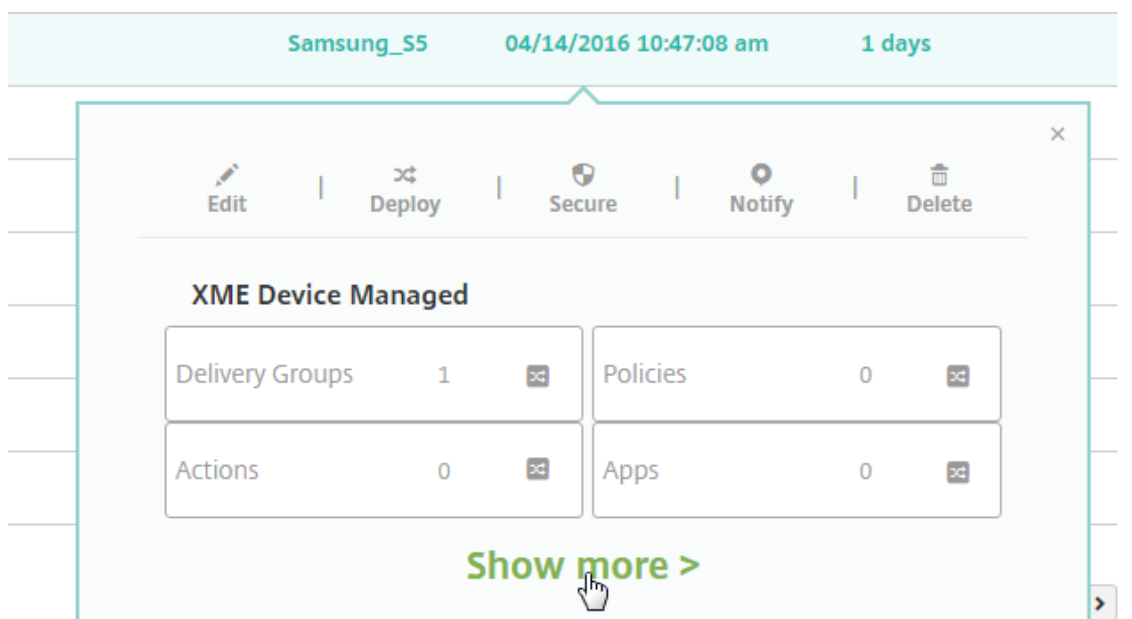 Samsung_S5 04/14/2016 10:47:08 am 1 days
×
Edit | Deploy | Secure | Notify | Delete
XME Device Managed
Delivery Groups 1 Policies 0
Actions 0 Apps 0
Show more >
>